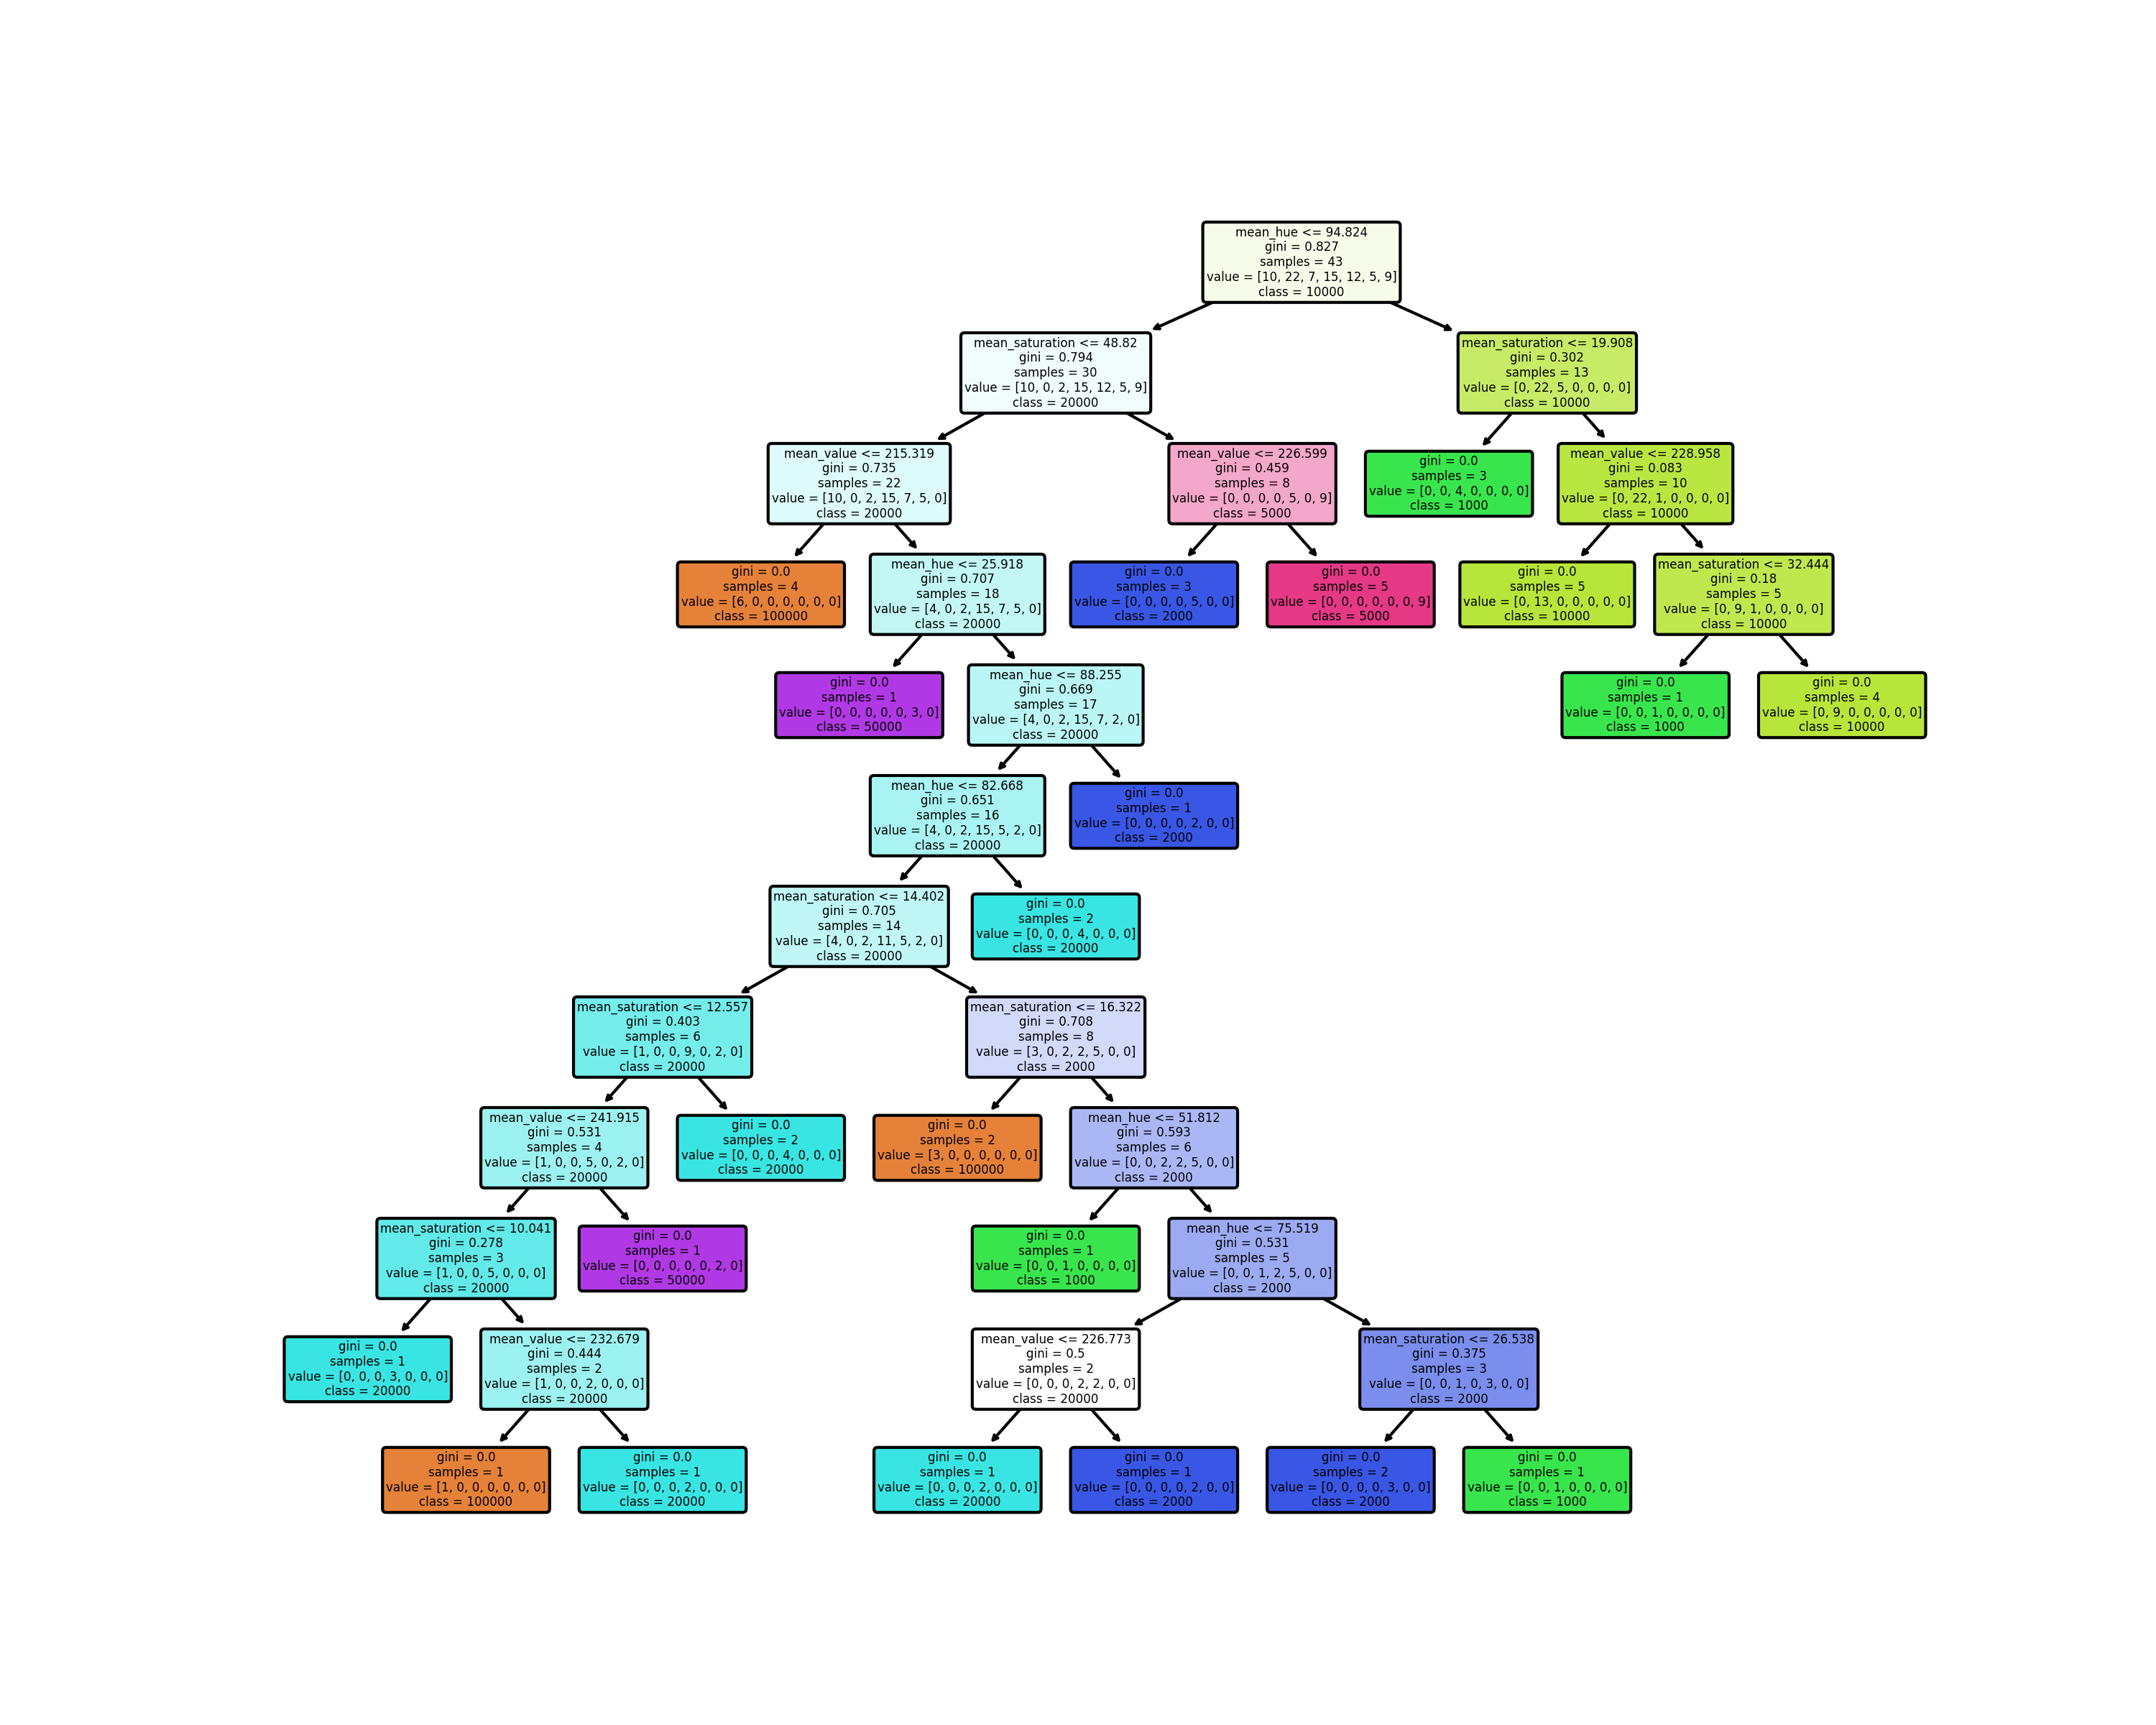 mean_hue <= 94.824
gini = 0.827
samples = 43
value = [10, 22, 7, 15, 12, 5, 9]
class = 10000
mean_saturation <= 48.82
gini = 0.794
samples = 30
value = [10, 0, 2, 15, 12, 5, 9]
class = 20000
mean_saturation <= 19.908
gini = 0.302
samples = 13
value = [0, 22, 5, 0, 0, 0, 0]
class = 10000
mean_value <= 215.319
gini = 0.735
samples = 22
value = [10, 0, 2, 15, 7, 5, 0]
class = 20000
mean_value <= 226.599
gini = 0.459
samples = 8
value = [0, 0, 0, 0, 5, 0, 9]
class = 5000
gini = 0.0
samples = 3
value = [0, 0, 4, 0, 0, 0, 0]
class = 1000
mean_value <= 228.958
gini = 0.083
samples = 10
value = [0, 22, 1, 0, 0, 0, 0]
class = 10000
gini = 0.0
samples = 4
value = [6, 0, 0, 0, 0, 0, 0]
class = 100000
mean_hue <= 25.918
gini = 0.707
samples = 18
value = [4, 0, 2, 15, 7, 5, 0]
class = 20000
gini = 0.0
samples = 3
value = [0, 0, 0, 0, 5, 0, 0]
class = 2000
gini = 0.0
samples = 5
value = [0, 0, 0, 0, 0, 0, 9]
class = 5000
gini = 0.0
samples = 5
value = [0, 13, 0, 0, 0, 0, 0]
class = 10000
mean_saturation <= 32.444
gini = 0.18
samples = 5
value = [0, 9, 1, 0, 0, 0, 0]
class = 10000
gini = 0.0
samples = 1
value = [0, 0, 0, 0, 0, 3, 0]
class = 50000
mean_hue <= 88.255
gini = 0.669
samples = 17
value = [4, 0, 2, 15, 7, 2, 0]
class = 20000
gini = 0.0
samples = 1
value = [0, 0, 1, 0, 0, 0, 0]
class = 1000
gini = 0.0
samples = 4
value = [0, 9, 0, 0, 0, 0, 0]
class = 10000
mean_hue <= 82.668
gini = 0.651
samples = 16
value = [4, 0, 2, 15, 5, 2, 0]
class = 20000
gini = 0.0
samples = 1
value = [0, 0, 0, 0, 2, 0, 0]
class = 2000
mean_saturation <= 14.402
gini = 0.705
samples = 14
value = [4, 0, 2, 11, 5, 2, 0]
class = 20000
gini = 0.0
samples = 2
value = [0, 0, 0, 4, 0, 0, 0]
class = 20000
mean_saturation <= 12.557
gini = 0.403
samples = 6
value = [1, 0, 0, 9, 0, 2, 0]
class = 20000
mean_saturation <= 16.322
gini = 0.708
samples = 8
value = [3, 0, 2, 2, 5, 0, 0]
class = 2000
mean_value <= 241.915
gini = 0.531
samples = 4
value = [1, 0, 0, 5, 0, 2, 0]
class = 20000
gini = 0.0
samples = 2
value = [0, 0, 0, 4, 0, 0, 0]
class = 20000
gini = 0.0
samples = 2
value = [3, 0, 0, 0, 0, 0, 0]
class = 100000
mean_hue <= 51.812
gini = 0.593
samples = 6
value = [0, 0, 2, 2, 5, 0, 0]
class = 2000
mean_saturation <= 10.041
gini = 0.278
samples = 3
value = [1, 0, 0, 5, 0, 0, 0]
class = 20000
gini = 0.0
samples = 1
value = [0, 0, 0, 0, 0, 2, 0]
class = 50000
gini = 0.0
samples = 1
value = [0, 0, 1, 0, 0, 0, 0]
class = 1000
mean_hue <= 75.519
gini = 0.531
samples = 5
value = [0, 0, 1, 2, 5, 0, 0]
class = 2000
gini = 0.0
samples = 1
value = [0, 0, 0, 3, 0, 0, 0]
class = 20000
mean_value <= 232.679
gini = 0.444
samples = 2
value = [1, 0, 0, 2, 0, 0, 0]
class = 20000
mean_value <= 226.773
gini = 0.5
samples = 2
value = [0, 0, 0, 2, 2, 0, 0]
class = 20000
mean_saturation <= 26.538
gini = 0.375
samples = 3
value = [0, 0, 1, 0, 3, 0, 0]
class = 2000
gini = 0.0
samples = 1
value = [1, 0, 0, 0, 0, 0, 0]
class = 100000
gini = 0.0
samples = 1
value = [0, 0, 0, 2, 0, 0, 0]
class = 20000
gini = 0.0
samples = 1
value = [0, 0, 0, 2, 0, 0, 0]
class = 20000
gini = 0.0
samples = 1
value = [0, 0, 0, 0, 2, 0, 0]
class = 2000
gini = 0.0
samples = 2
value = [0, 0, 0, 0, 3, 0, 0]
class = 2000
gini = 0.0
samples = 1
value = [0, 0, 1, 0, 0, 0, 0]
class = 1000